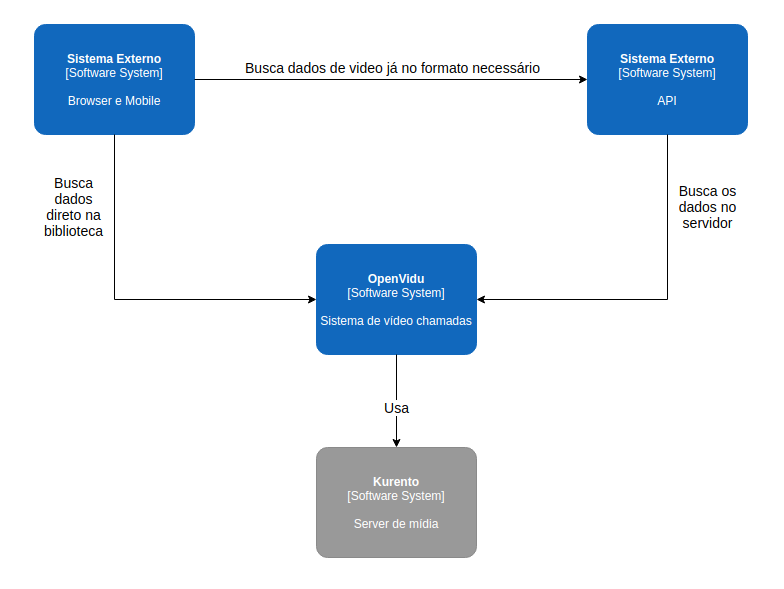 Sistema Externo
[Software System]
Browser e Mobile
Busca dados de video já no formato necessário
Sistema Externo
[Software System]
API
Busca
dados
direto na
biblioteca
Busca os
dados no
servidor
OpenVidu
[Software System]
Sistema de vídeo chamadas
Usa
Kurento
[Software System]
Server de mídia